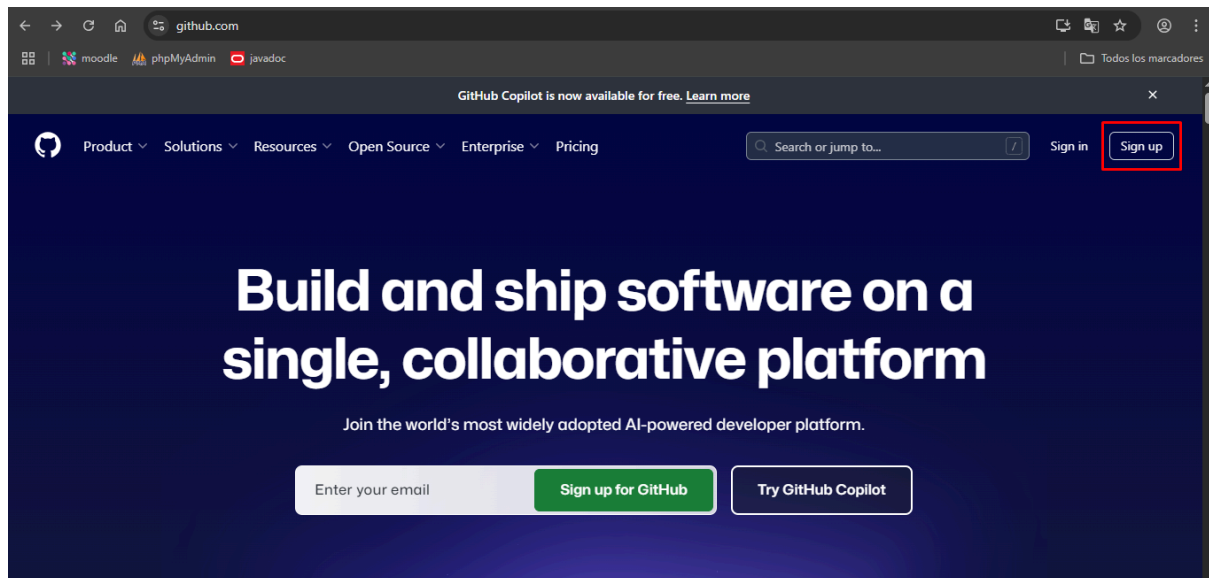 github.com
moodle phpMyAdmin javadoc Todos los marcadores
GitHub Copilot is now available for free. Learn more
Product Solutions Resources Open Source Enterprise Pricing Search or jump to... / Sign in Sign up
Build and ship software on a
single, collaborative platform
Join the world's most widely adopted AI-powered developer platform.
Enter your email Sign up for GitHub Try GitHub Copilot